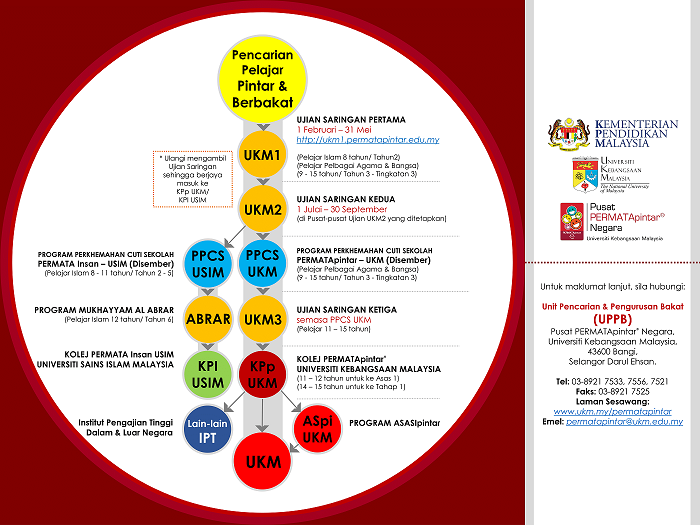 Pencarian
Pelajar
Pintar &
Berbakat
UJIAN SARINGAN PERTAMA
1 Februari – 31 Mei
http://ukm1.permatapintar.edu.my
(Pelajar Islam 8 tahun/ Tahun2)
(Pelajar Pelbagai Agama & Bangsa)
(9 - 15 tahun/ Tahun 3 - Tingkatan 3)
UKM1
* Ulangi mengambil
Ujian Saringan
sehingga berjaya
masuk ke
KPp UKM/
KPI USIM
UKM2
UJIAN SARINGAN KEDUA
1 Julai – 30 September
(di Pusat-pusat Ujian UKM2 yang ditetapkan)
PROGRAM PERKHEMAHAN CUTI SEKOLAH
PERMATA Insan – USIM (Disember)
(Pelajar Islam 8 - 11 tahun/ Tahun 2 - 5)
PPCS
USIM
PPCS
UKM
PROGRAM PERKHEMAHAN CUTI SEKOLAH
PERMATApintar – UKM (Disember)
(Pelajar Pelbagai Agama & Bangsa)
(9 - 15 tahun/ Tahun 3 - Tingkatan 3)
PROGRAM MUKHAYYAM AL ABRAR
(Pelajar Islam 12 tahun/ Tahun 6)
ABRAR
UKM3
UJIAN SARINGAN KETIGA
semasa PPCS UKM
(Pelajar 11 – 15 tahun)
KOLEJ PERMATA Insan USIM
UNIVERSITI SAINS ISLAM MALAYSIA
KPI
USIM
KPp
UKM
KOLEJ PERMATApintar®
UNIVERSITI KEBANGSAAN MALAYSIA
(11 – 12 tahun untuk ke Asas 1)
(14 – 15 tahun untuk ke Tahap 1)
Institut Pengajian Tinggi
Dalam & Luar Negara
Lain-lain
IPT
ASpi
UKM
PROGRAM ASASIpintar
UKM
KEMENTERIAN
PENDIDIKAN
MALAYSIA
UNIVERSITI
KEBANGSAAN
MALAYSIA
The National University
of Malaysia
Pusat
PERMATApintar®
Negara
Universiti Kebangsaan Malaysia
Untuk maklumat lanjut, sila hubungi:
Unit Pencarian & Pengurusan Bakat
(UPPB)
Pusat PERMATApintar® Negara,
Universiti Kebangsaan Malaysia,
43600 Bangi,
Selangor Darul Ehsan.
Tel: 03-8921 7533, 7556, 7521
Faks: 03-8921 7525
Laman Sesawang:
www.ukm.my/permatapintar
Emel: permatapintar@ukm.edu.my